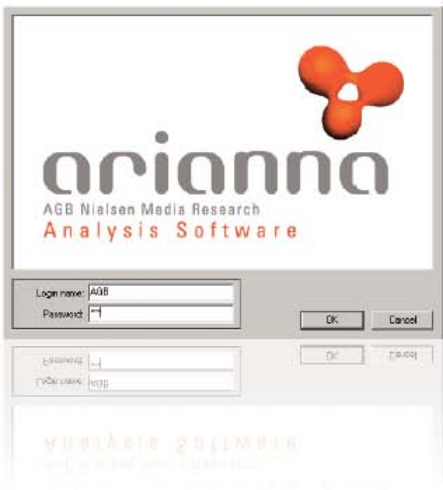 arianna
AGB Nielsen Media Research
Analysis Software
Login name: AGB
Password:
OK Cancel